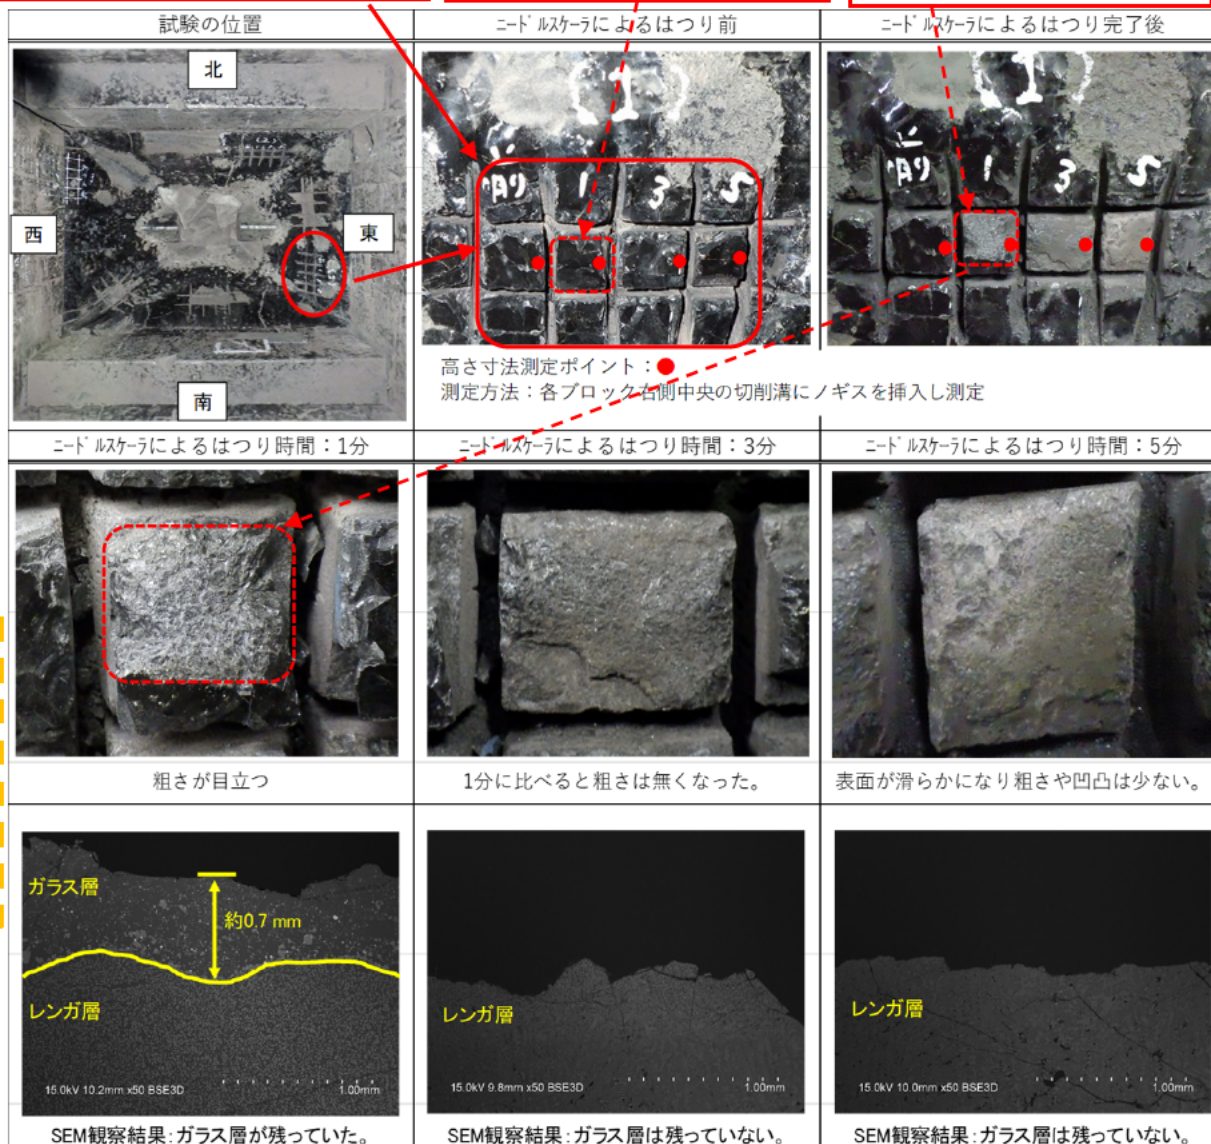 試験の位置
ニードルスケーラによるはつり前
ニードルスケーラによるはつり完了後
北
西
東
南
(1)
1
3
5
(1)
1
3
5
高さ寸法測定ポイント：
測定方法：各ブロック右側中央の切削溝にノギスを挿入し測定
ニードルスケーラによるはつり時間：1分
ニードルスケーラによるはつり時間：3分
ニードルスケーラによるはつり時間：5分
粗さが目立つ
1分に比べると粗さは無くなった。
表面が滑らかになり粗さや凹凸は少ない。
ガラス層
約0.7 mm
レンガ層
15.0kV 10.2mm x50 BSE3D
1.00mm
レンガ層
15.0kV 9.8mm x50 BSE3D
1.00mm
レンガ層
15.0kV 10.0mm x50 BSE3D
1.00mm
SEM観察結果：ガラス層が残っていた。
SEM観察結果：ガラス層は残っていない。
SEM観察結果：ガラス層は残っていない。